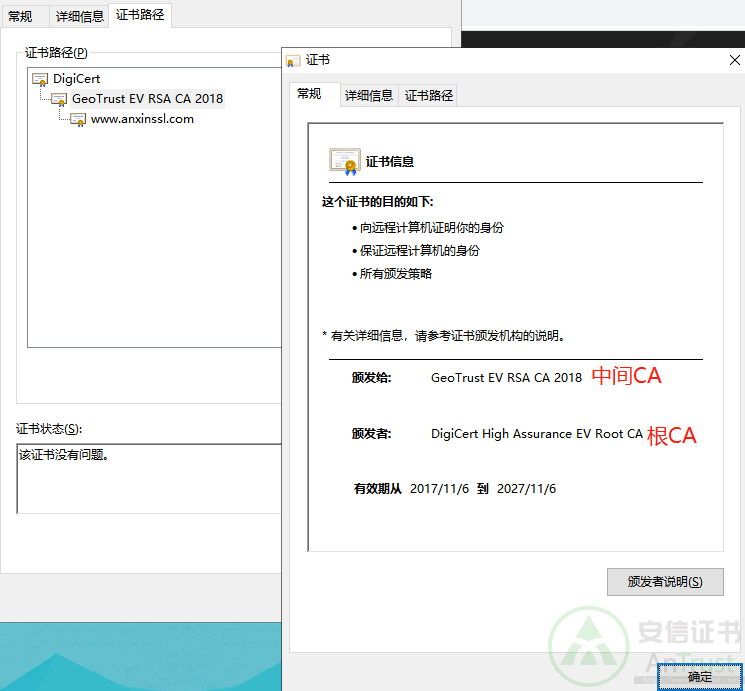 常规 详细信息 证书路径
证书路径(P)
DigiCert
GeoTrust EV RSA CA 2018
www.anxinssl.com
证书状态(S):
该证书没有问题。
证书
常规 详细信息 证书路径
证书信息
这个证书的目的如下:
• 向远程计算机证明你的身份
• 保证远程计算机的身份
• 所有颁发策略
* 有关详细信息，请参考证书颁发机构的说明。
颁发给: GeoTrust EV RSA CA 2018 中间CA
颁发者: DigiCert High Assurance EV Root CA 根CA
有效期从 2017/11/6 到 2027/11/6
颁发者说明(S)
安信证书
AnTrust
确定